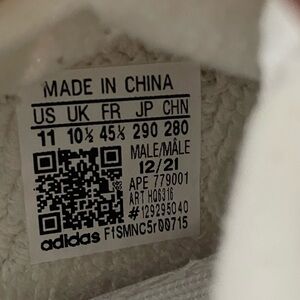 MADE IN CHINA
US UK FR JP CHN
11 10½ 45⅓ 290 280
MALE/MÂLE
12/21
APE 779001
ART HQ6316
#129295040
adidas F1SMNC5r00715